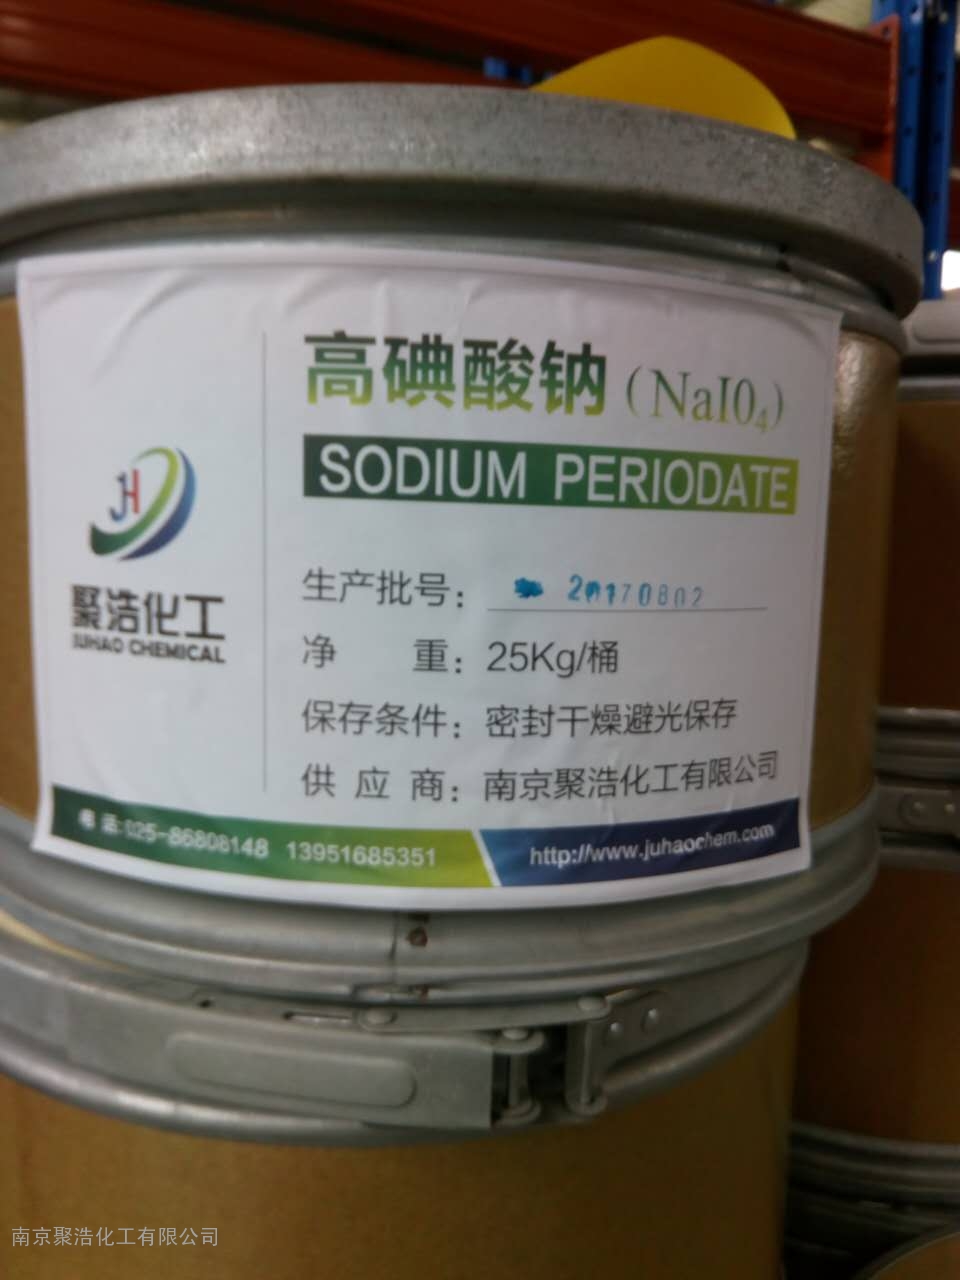 高碘酸钠（NaIO4）
SODIUM PERIODATE
JH
聚浩化工
JUHAO CHEMICAL
生产批号： 20170802
净 重：25Kg/桶
保存条件：密封干燥避光保存
供 应 商：南京聚浩化工有限公司
电 话:025-86808148 13951685351
http://www.juhaochem.com
南京聚浩化工有限公司